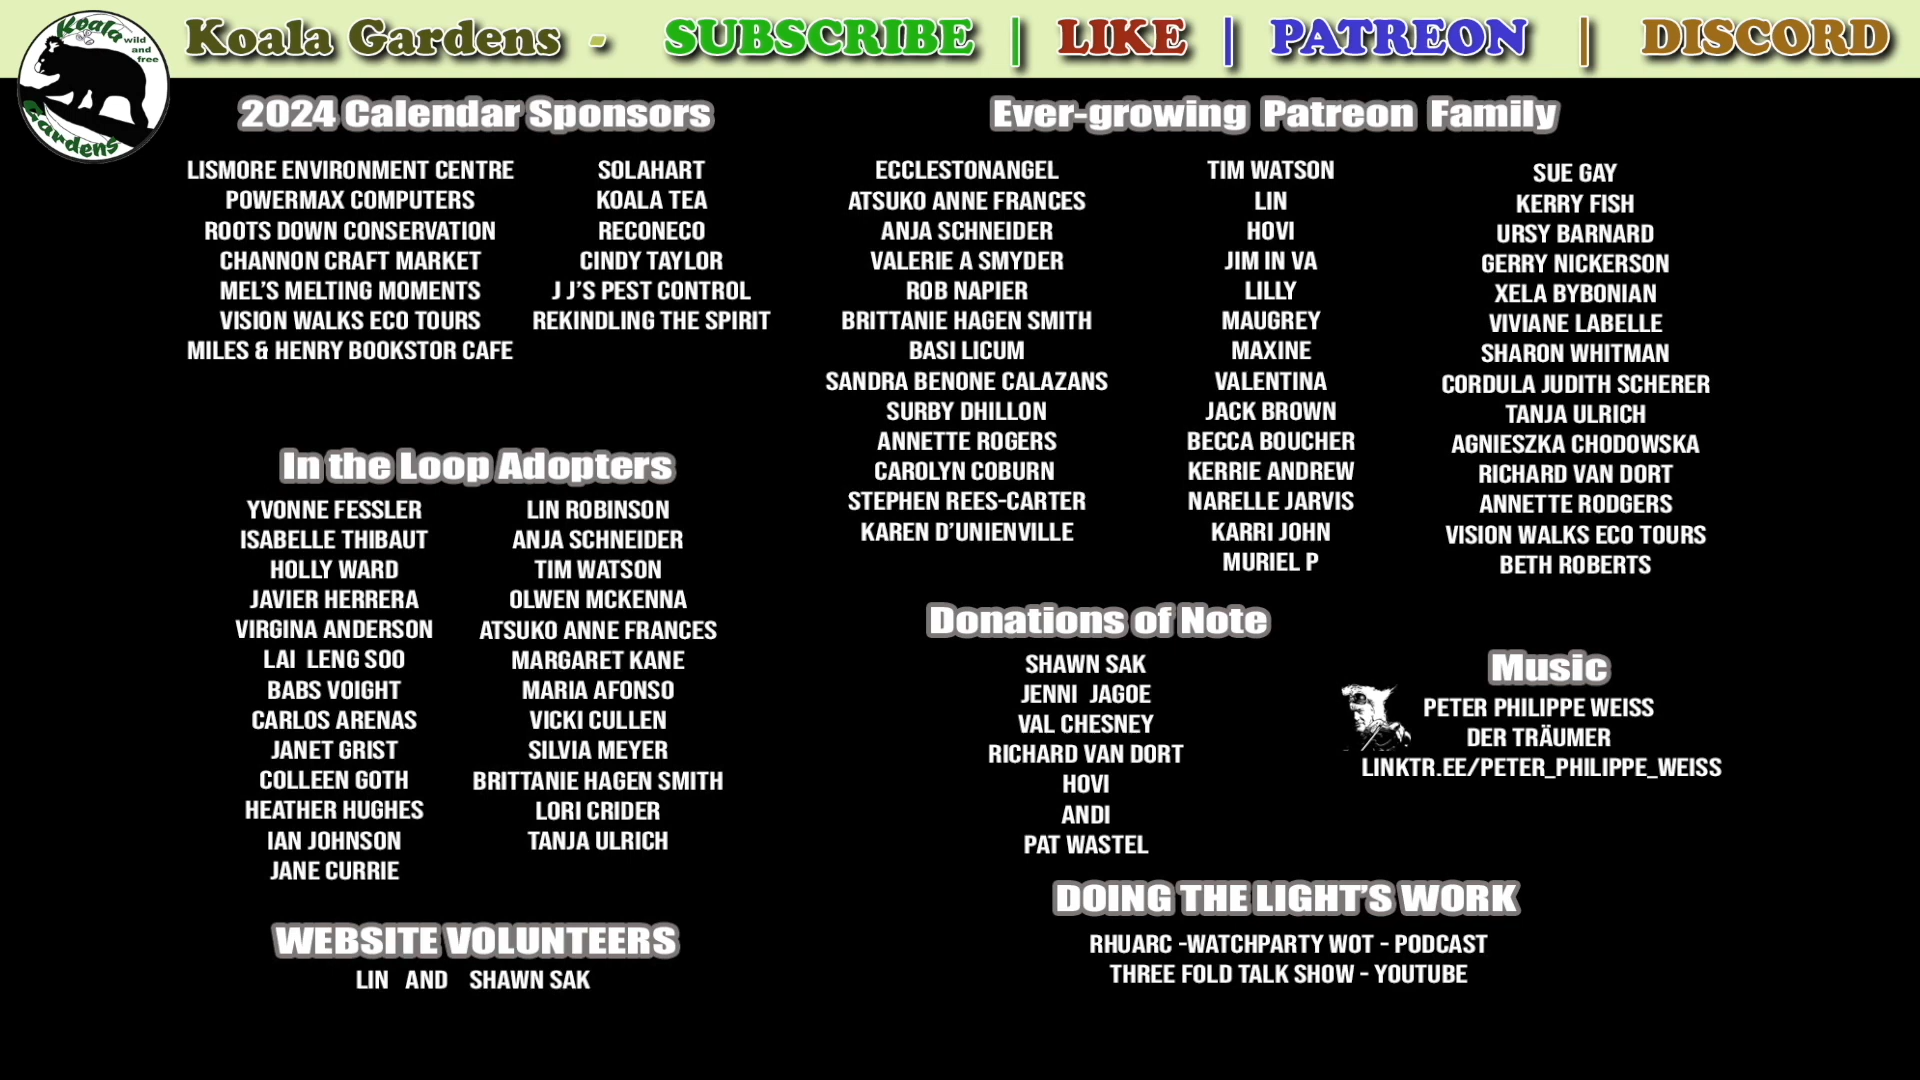 Koala Gardens - SUBSCRIBE | LIKE | PATREON | DISCORD
Koala
wild
and
free
Gardens
2024 Calendar Sponsors
LISMORE ENVIRONMENT CENTRE
POWERMAX COMPUTERS
ROOTS DOWN CONSERVATION
CHANNON CRAFT MARKET
MEL'S MELTING MOMENTS
VISION WALKS ECO TOURS
MILES & HENRY BOOKSTOR CAFE
SOLAHART
KOALA TEA
RECONECO
CINDY TAYLOR
J J'S PEST CONTROL
REKINDLING THE SPIRIT
In the Loop Adopters
YVONNE FESSLER
ISABELLE THIBAUT
HOLLY WARD
JAVIER HERRERA
VIRGINA ANDERSON
LAI LENG SOO
BABS VOIGHT
CARLOS ARENAS
JANET GRIST
COLLEEN GOTH
HEATHER HUGHES
IAN JOHNSON
JANE CURRIE
LIN ROBINSON
ANJA SCHNEIDER
TIM WATSON
OLWEN MCKENNA
ATSUKO ANNE FRANCES
MARGARET KANE
MARIA AFONSO
VICKI CULLEN
SILVIA MEYER
BRITTANIE HAGEN SMITH
LORI CRIDER
TANJA ULRICH
WEBSITE VOLUNTEERS
LIN AND SHAWN SAK
Ever-growing Patreon Family
ECCLESTONANGEL
ATSUKO ANNE FRANCES
ANJA SCHNEIDER
VALERIE A SMYDER
ROB NAPIER
BRITTANIE HAGEN SMITH
BASI LICUM
SANDRA BENONE CALAZANS
SURBY DHILLON
ANNETTE ROGERS
CAROLYN COBURN
STEPHEN REES-CARTER
KAREN D'UNIENVILLE
TIM WATSON
LIN
HOVI
JIM IN VA
LILLY
MAUGREY
MAXINE
VALENTINA
JACK BROWN
BECCA BOUCHER
KERRIE ANDREW
NARELLE JARVIS
KARRI JOHN
MURIEL P
SUE GAY
KERRY FISH
URSY BARNARD
GERRY NICKERSON
XELA BYBONIAN
VIVIANE LABELLE
SHARON WHITMAN
CORDULA JUDITH SCHERER
TANJA ULRICH
AGNIESZKA CHODOWSKA
RICHARD VAN DORT
ANNETTE RODGERS
VISION WALKS ECO TOURS
BETH ROBERTS
Donations of Note
SHAWN SAK
JENNI JAGOE
VAL CHESNEY
RICHARD VAN DORT
HOVI
ANDI
PAT WASTEL
Music
PETER PHILIPPE WEISS
DER TRÄUMER
LINKTR.EE/PETER_PHILIPPE_WEISS
DOING THE LIGHT'S WORK
RHUARC -WATCHPARTY WOT - PODCAST
THREE FOLD TALK SHOW - YOUTUBE